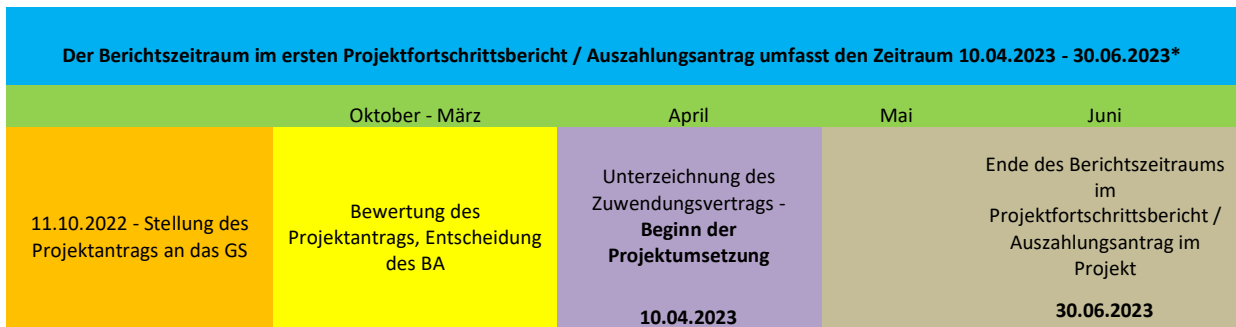 Der Berichtszeitraum im ersten Projektfortschrittsbericht / Auszahlungsantrag umfasst den Zeitraum 10.04.2023 - 30.06.2023*
Oktober - März
April
Mai
Juni
11.10.2022 - Stellung des
Projektantrags an das GS
Bewertung des
Projektantrags, Entscheidung
des BA
Unterzeichnung des
Zuwendungsvertrags -
Beginn der
Projektumsetzung
10.04.2023
Ende des Berichtszeitraums
im
Projektfortschrittsbericht /
Auszahlungsantrag im
Projekt
30.06.2023